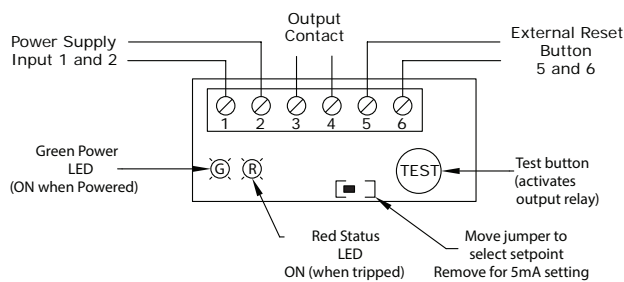 Power Supply
Input 1 and 2
Output
Contact
External Reset
Button
5 and 6
1 2 3 4 5 6
Green Power
LED
(ON when Powered)
G R
TEST
Test button
(activates
output relay)
Red Status
LED
ON (when tripped)
Move jumper to
select setpoint
Remove for 5mA setting